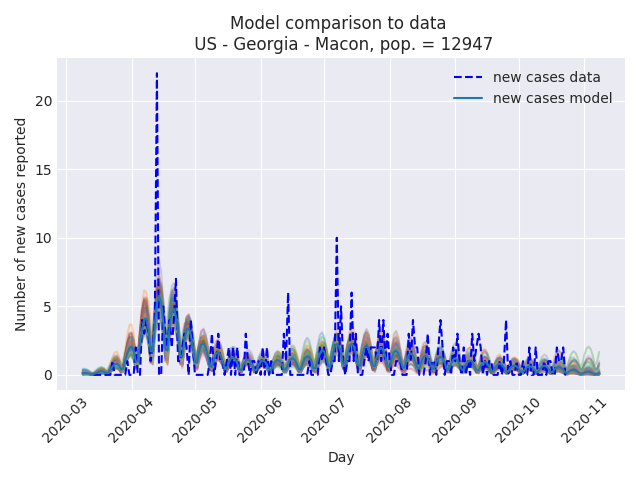 Model comparison to data
US - Georgia - Macon, pop. = 12947
new cases data
new cases model
Number of new cases reported
20
15
10
5
0
2020-03
2020-04
2020-05
2020-06
2020-07
2020-08
2020-09
2020-10
2020-11
Day